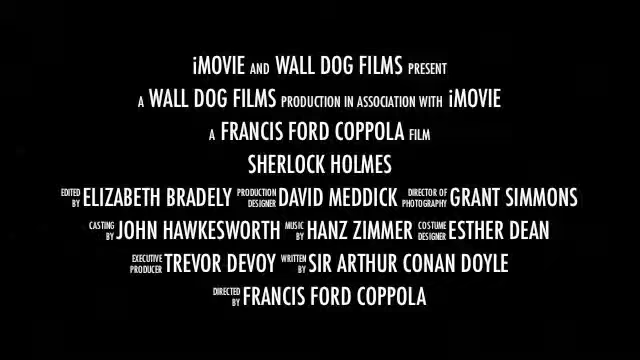 iMOVIE AND WALL DOG FILMS PRESENT
A WALL DOG FILMS PRODUCTION IN ASSOCIATION WITH iMOVIE
A FRANCIS FORD COPPOLA FILM
SHERLOCK HOLMES
EDITED BY ELIZABETH BRADELY PRODUCTION DESIGNER DAVID MEDDICK DIRECTOR OF PHOTOGRAPHY GRANT SIMMONS
CASTING BY JOHN HAWKESWORTH MUSIC BY HANZ ZIMMER COSTUME DESIGNER ESTHER DEAN
EXECUTIVE PRODUCER TREVOR DEVOY WRITTEN BY SIR ARTHUR CONAN DOYLE
DIRECTED BY FRANCIS FORD COPPOLA